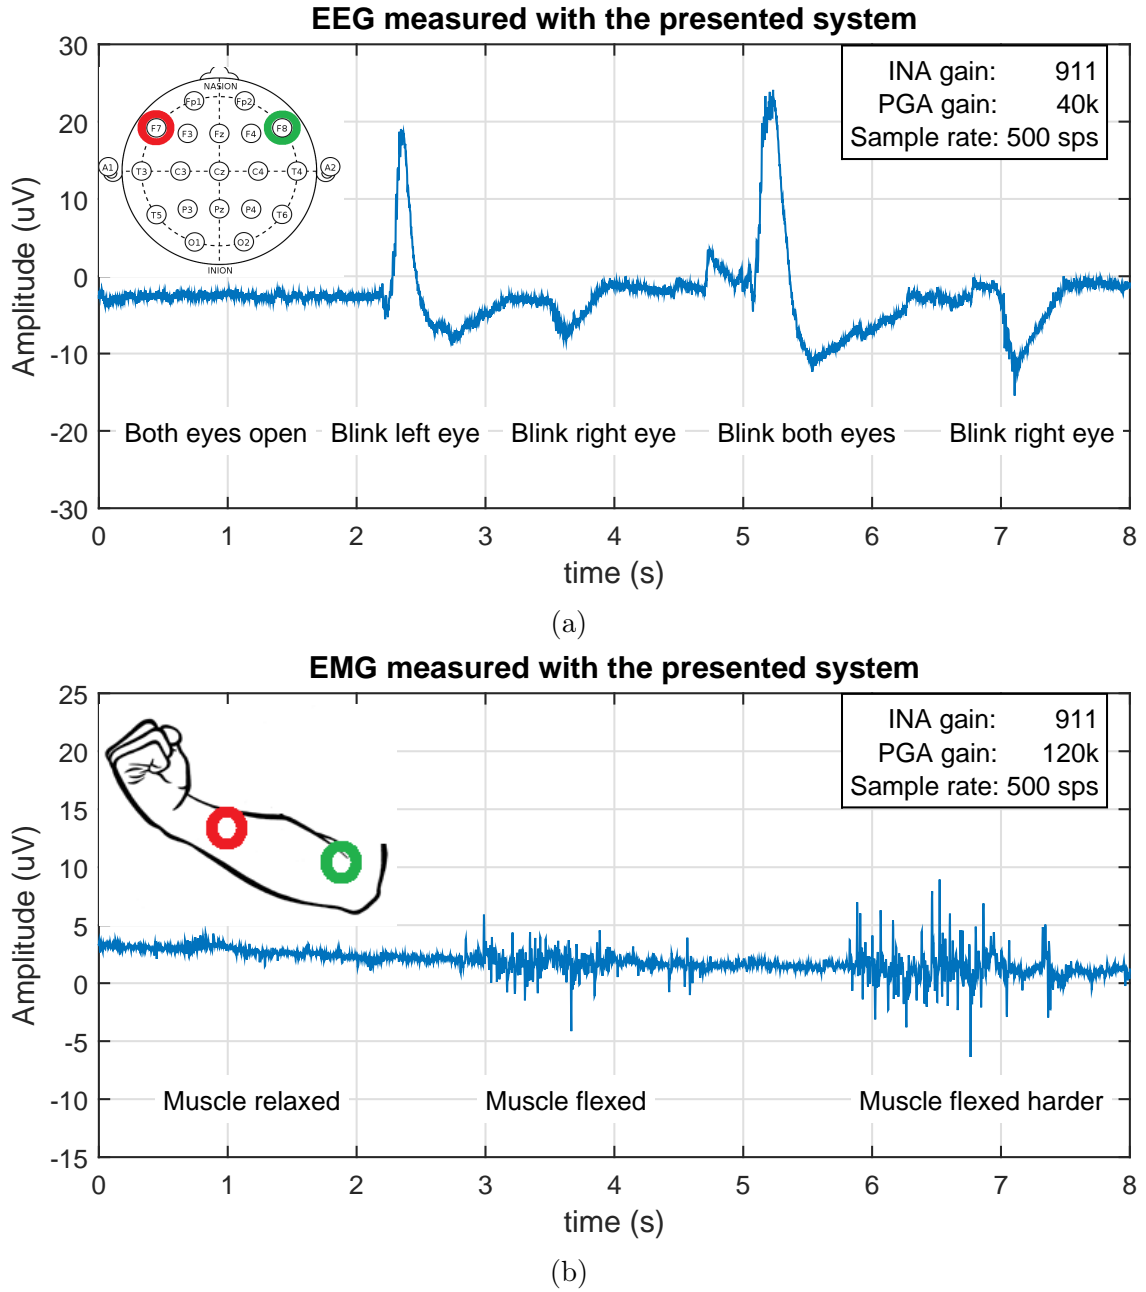 EEG measured with the presented system
30
20
10
0
-10
-20
-30
Amplitude (uV)
INA gain: 911
PGA gain: 40k
Sample rate: 500 sps
NASION
Fp1 Fp2
F7 F3 Fz F4 F8
A1 T3 C3 Cz C4 T4 A2
T5 P3 Pz P4 T6
O1 O2
INION
Both eyes open Blink left eye Blink right eye Blink both eyes Blink right eye
0 1 2 3 4 5 6 7 8
time (s)
(a)
EMG measured with the presented system
25
20
15
10
5
0
-5
-10
-15
Amplitude (uV)
INA gain: 911
PGA gain: 120k
Sample rate: 500 sps
Muscle relaxed Muscle flexed Muscle flexed harder
0 1 2 3 4 5 6 7 8
time (s)
(b)